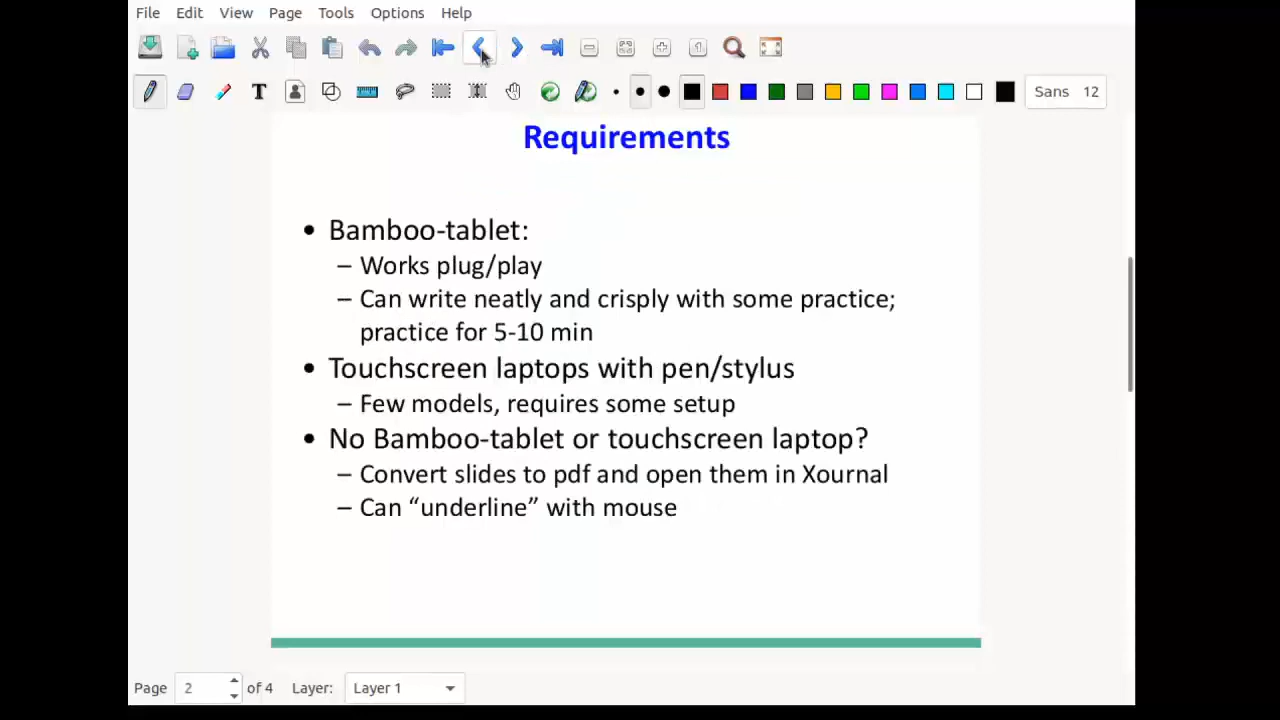 File Edit View Page Tools Options Help
T Sans 12
Requirements
• Bamboo-tablet:
– Works plug/play
– Can write neatly and crisply with some practice;
practice for 5-10 min
• Touchscreen laptops with pen/stylus
– Few models, requires some setup
• No Bamboo-tablet or touchscreen laptop?
– Convert slides to pdf and open them in Xournal
– Can “underline” with mouse
Page 2 of 4 Layer: Layer 1